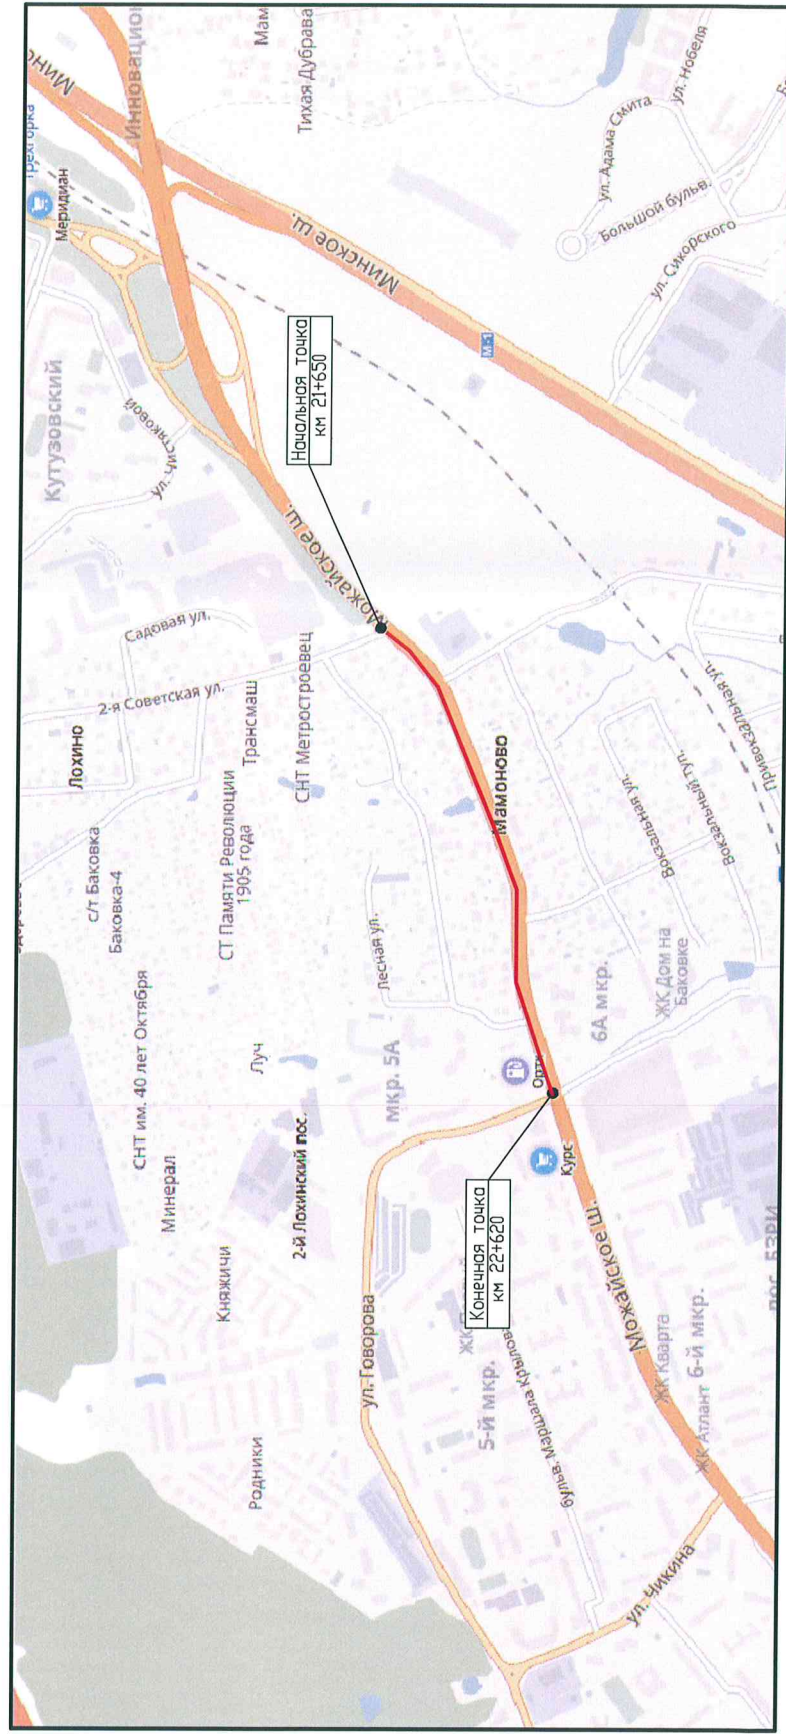 Минское ш.
Минское ш.
Меридиан
Кутузовский
ул. Чистяковой
Тихая Дубрава
ул. Нобеля
ул. Адама Смита
Большой бульв.
ул. Сикорского
М-1
Начальная точка
км 21+650
Можайское ш.
Садовая ул.
2-я Советская ул.
Лохино
Трансмаш
СНТ Метростроевец
СТ Памяти Революции
1905 года
с/т Баковка
Баковка-4
СНТ им. 40 лет Октября
Луч
Минерал
2-й Лохинский пос.
Княжичи
Родники
Лесная ул.
Мамоново
Привокзальная ул.
Вокзальная ул.
Вокзальный туп.
ЖК Дом на
Баковке
6А мкр.
мкр. 5А
Курс
Конечная точка
км 22+620
ул. Говорова
5-й мкр.
бульв. Маршала Крылова
Можайское ш.
ЖК Кварта
6-й мкр.
ЖК Атлант
ул. Чикина